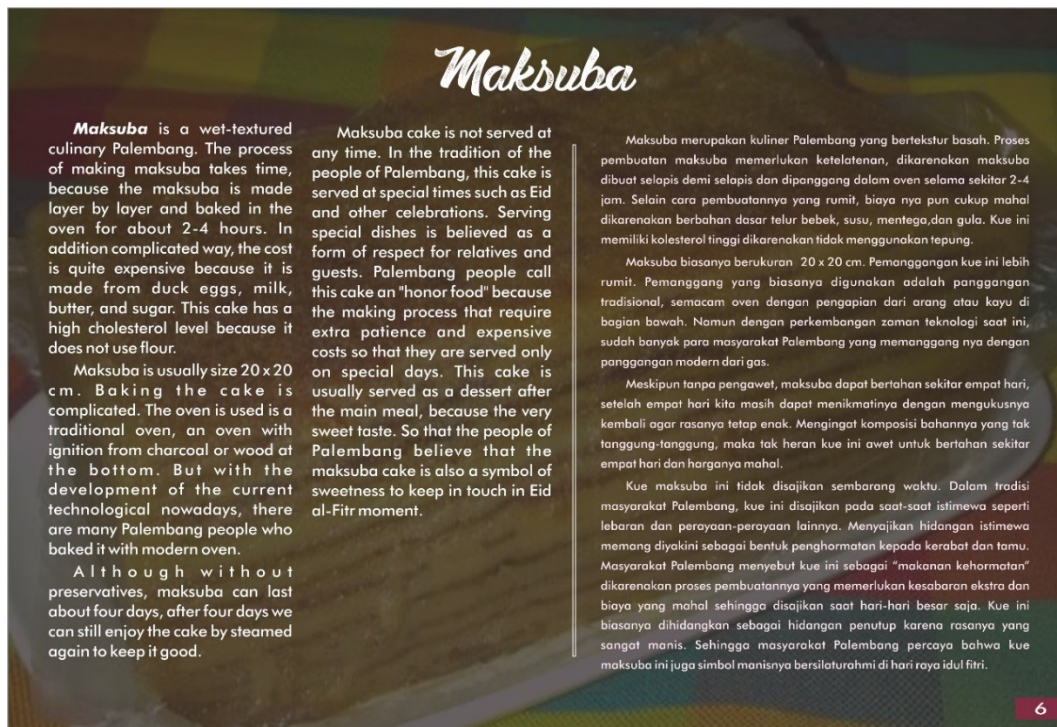 Maksuba
Maksuba is a wet-textured
culinary Palembang. The process
of making maksuba takes time,
because the maksuba is made
layer by layer and baked in the
oven for about 2-4 hours. In
addition complicated way, the cost
is quite expensive because it is
made from duck eggs, milk,
butter, and sugar. This cake has a
high cholesterol level because it
does not use flour.
Maksuba is usually size 20 x 20
cm. Baking the cake is
complicated. The oven is used is a
traditional oven, an oven with
ignition from charcoal or wood at
the bottom. But with the
development of the current
technological nowadays, there
are many Palembang people who
baked it with modern oven.
Although without
preservatives, maksuba can last
about four days, after four days we
can still enjoy the cake by steamed
again to keep it good.
Maksuba cake is not served at
any time. In the tradition of the
people of Palembang, this cake is
served at special times such as Eid
and other celebrations. Serving
special dishes is believed as a
form of respect for relatives and
guests. Palembang people call
this cake an "honor food" because
the making process that require
extra patience and expensive
costs so that they are served only
on special days. This cake is
usually served as a dessert after
the main meal, because the very
sweet taste. So that the people of
Palembang believe that the
maksuba cake is also a symbol of
sweetness to keep in touch in Eid
al-Fitr moment.
Maksuba merupakan kuliner Palembang yang bertekstur basah. Proses
pembuatan maksuba memerlukan ketelatenan, dikarenakan maksuba
dibuat selapis demi selapis dan dipanggang dalam oven selama sekitar 2-4
jam. Selain cara pembuatannya yang rumit, biaya nya pun cukup mahal
dikarenakan berbahan dasar telur bebek, susu, mentega,dan gula. Kue ini
memiliki kolesterol tinggi dikarenakan tidak menggunakan tepung.
Maksuba biasanya berukuran 20 x 20 cm. Pemanggangan kue ini lebih
rumit. Pemanggang yang biasanya digunakan adalah panggangan
tradisional, semacam oven dengan pengapian dari arang atau kayu di
bagian bawah. Namun dengan perkembangan zaman teknologi saat ini,
sudah banyak para masyarakat Palembang yang memanggang nya dengan
panggangan modern dari gas.
Meskipun tanpa pengawet, maksuba dapat bertahan sekitar empat hari,
setelah empat hari kita masih dapat menikmatinya dengan mengukusnya
kembali agar rasanya tetap enak. Mengingat komposisi bahannya yang tak
tanggung-tanggung, maka tak heran kue ini awet untuk bertahan sekitar
empat hari dan harganya mahal.
Kue maksuba ini tidak disajikan sembarang waktu. Dalam tradisi
masyarakat Palembang, kue ini disajikan pada saat-saat istimewa seperti
lebaran dan perayaan-perayaan lainnya. Menyajikan hidangan istimewa
memang diyakini sebagai bentuk penghormatan kepada kerabat dan tamu.
Masyarakat Palembang menyebut kue ini sebagai “makanan kehormatan”
dikarenakan proses pembuatannya yang memerlukan kesabaran ekstra dan
biaya yang mahal sehingga disajikan saat hari-hari besar saja. Kue ini
biasanya dihidangkan sebagai hidangan penutup karena rasanya yang
sangat manis. Sehingga masyarakat Palembang percaya bahwa kue
maksuba ini juga simbol manisnya bersilaturahmi di hari raya idul fitri.
6